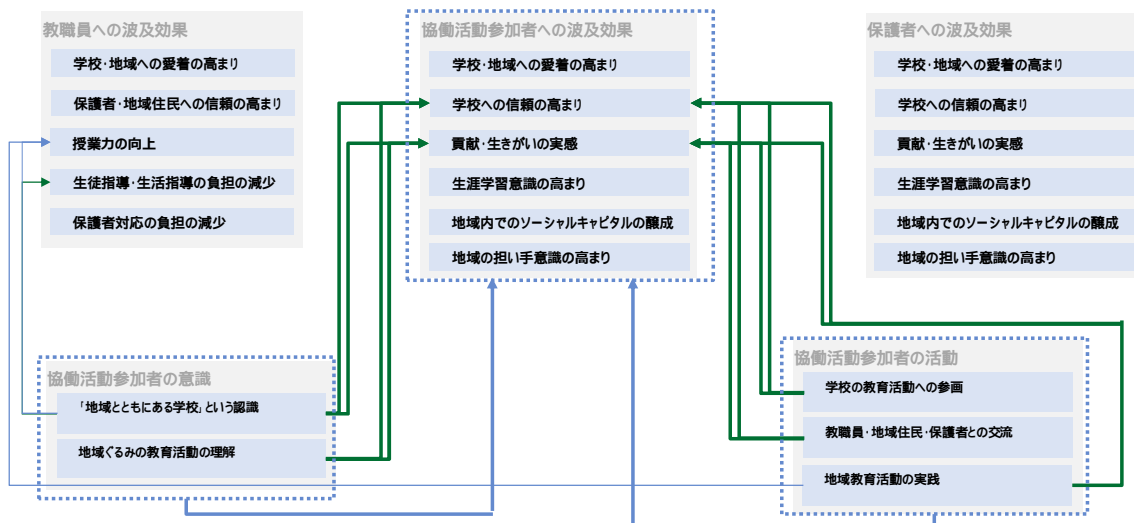 教職員への波及効果
学校・地域への愛着の高まり
保護者・地域住民への信頼の高まり
授業力の向上
生徒指導・生活指導の負担の減少
保護者対応の負担の減少
協働活動参加者への波及効果
学校・地域への愛着の高まり
学校への信頼の高まり
貢献・生きがいの実感
生涯学習意識の高まり
地域内でのソーシャルキャピタルの醸成
地域の担い手意識の高まり
保護者への波及効果
学校・地域への愛着の高まり
学校への信頼の高まり
貢献・生きがいの実感
生涯学習意識の高まり
地域内でのソーシャルキャピタルの醸成
地域の担い手意識の高まり
協働活動参加者の意識
「地域とともにある学校」という認識
地域ぐるみの教育活動の理解
協働活動参加者の活動
学校の教育活動への参画
教職員・地域住民・保護者との交流
地域教育活動の実践